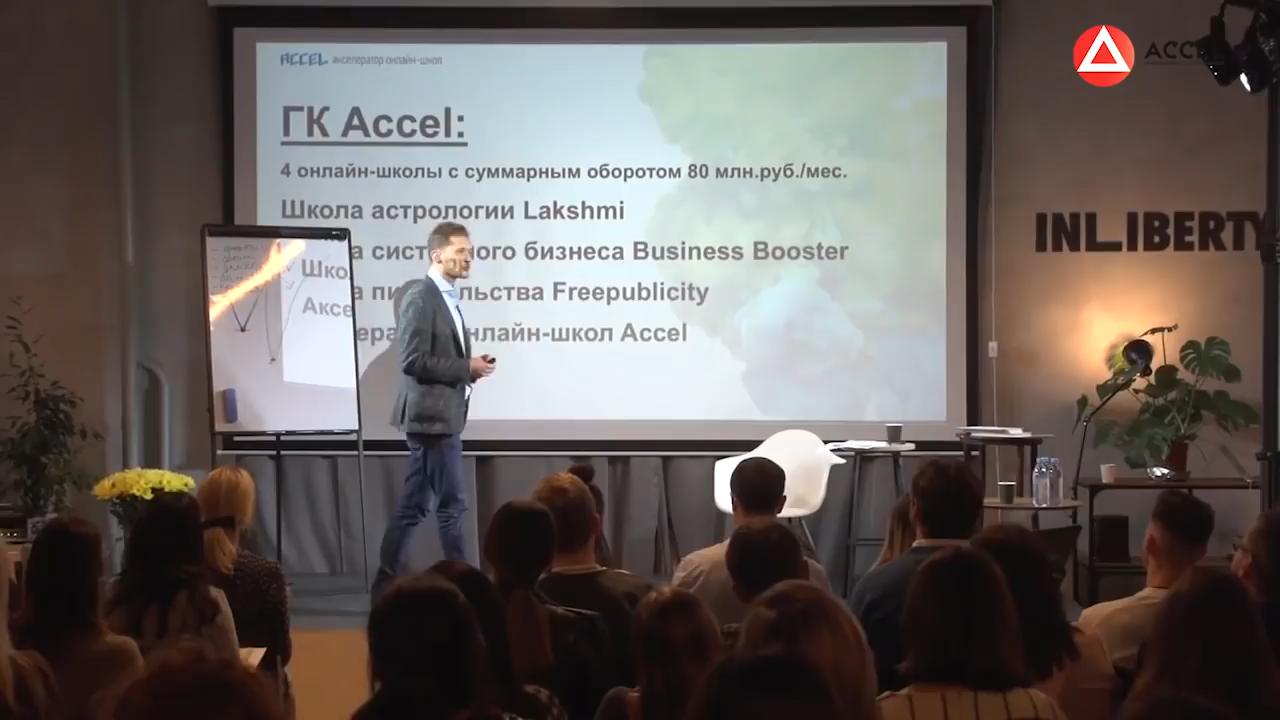 ACCEL акселератор онлайн-школ
ГК Accel:
4 онлайн-школы с суммарным оборотом 80 млн.руб./мес.
Школа астрологии Lakshmi
бизнеса Business Booster
Freepublicity
онлайн-школ Accel
INLIBERTY